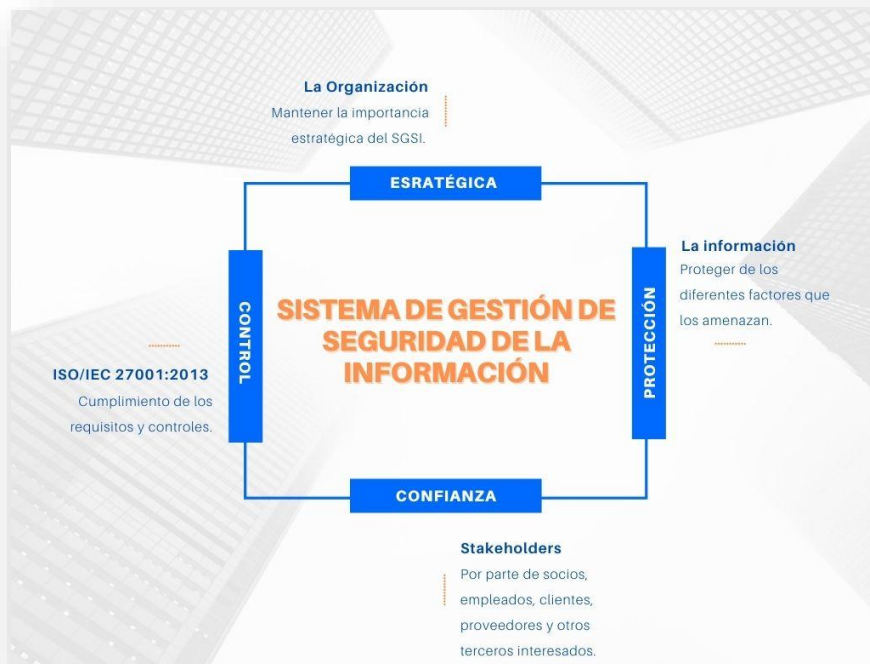 La Organización
Mantener la importancia
estratégica del SGSI.
ESRATÉGICA
La información
Proteger de los
diferentes factores que
los amenazan.
PROTECCIÓN
SISTEMA DE GESTIÓN DE
SEGURIDAD DE LA
INFORMACIÓN
CONTROL
ISO/IEC 27001:2013
Cumplimiento de los
requisitos y controles.
CONFIANZA
Stakeholders
Por parte de socios,
empleados, clientes,
proveedores y otros
terceros interesados.